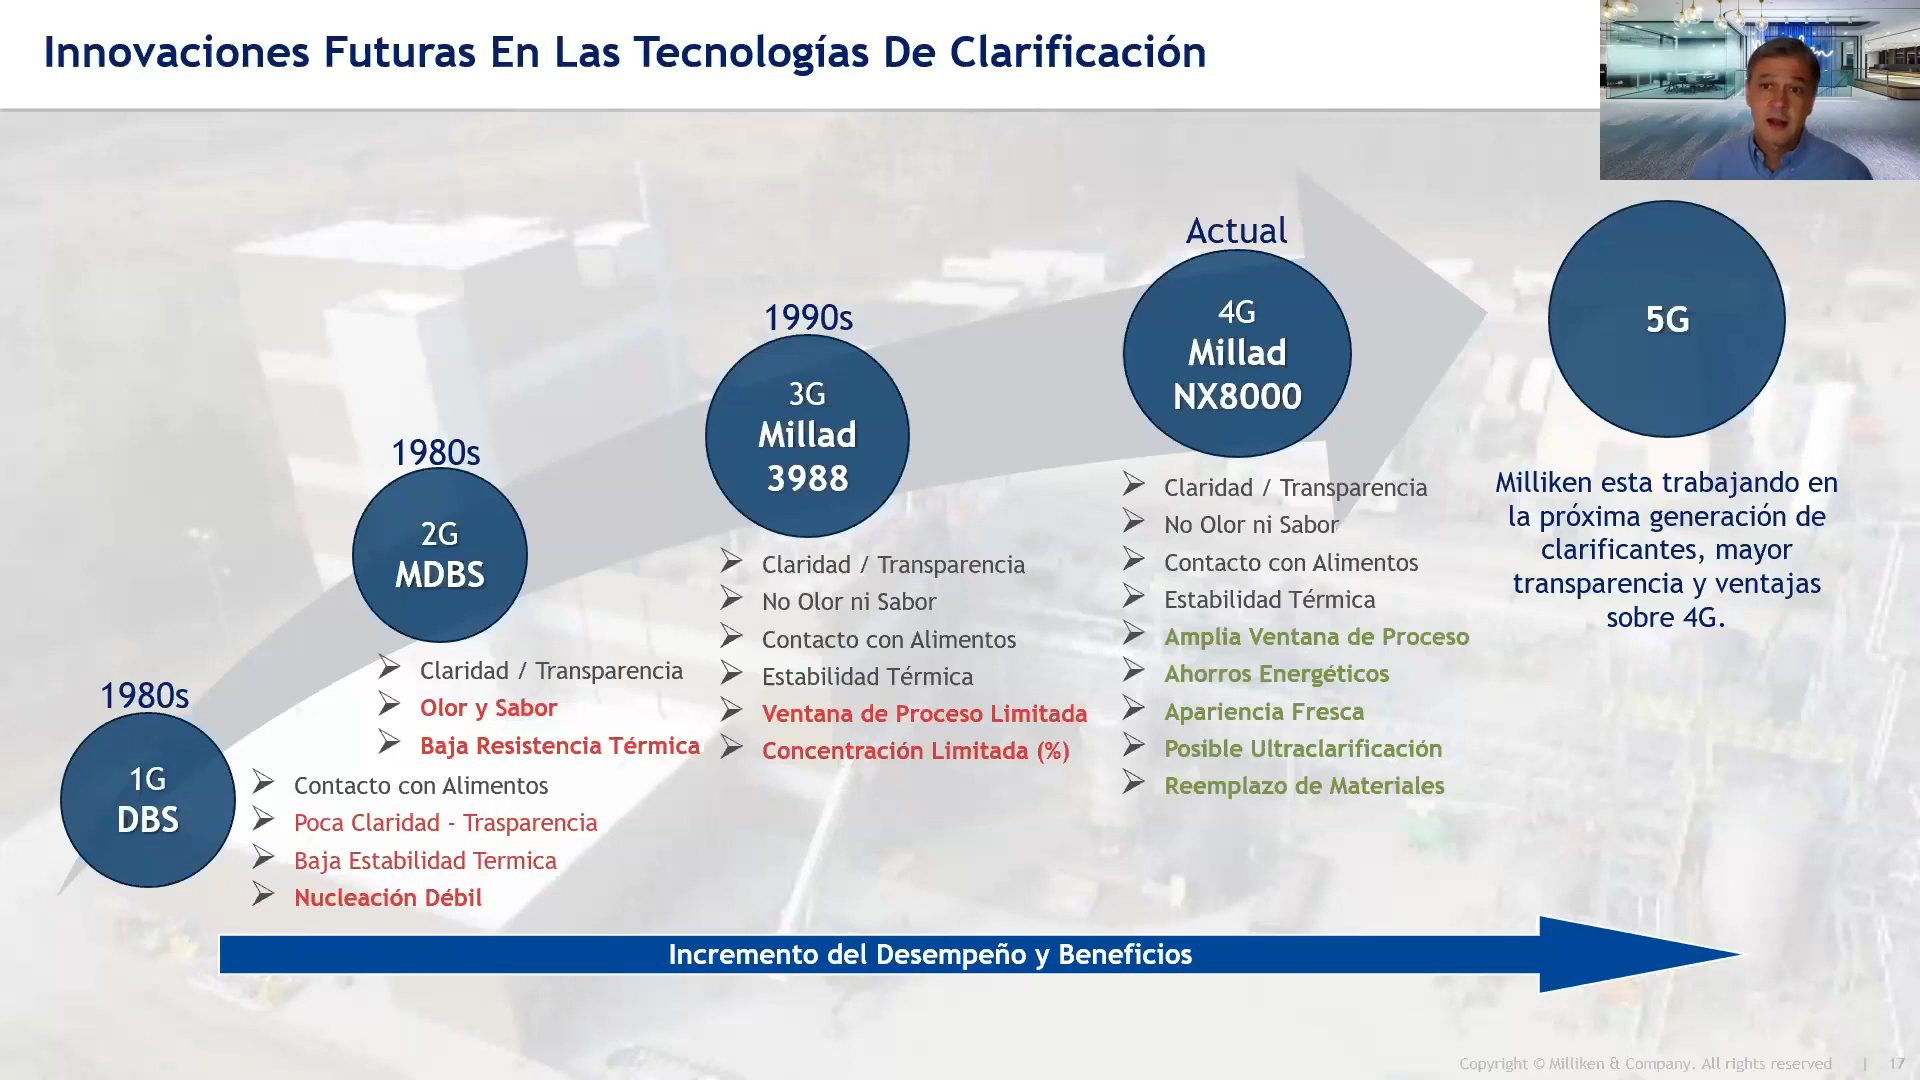 Innovaciones Futuras En Las Tecnologías De Clarificación
1980s
1G
DBS
Contacto con Alimentos
Poca Claridad - Trasparencia
Baja Estabilidad Termica
Nucleación Débil
1980s
2G
MDBS
Claridad / Transparencia
Olor y Sabor
Baja Resistencia Térmica
1990s
3G
Millad
3988
Claridad / Transparencia
No Olor ni Sabor
Contacto con Alimentos
Estabilidad Térmica
Ventana de Proceso Limitada
Concentración Limitada (%)
Actual
4G
Millad
NX8000
Claridad / Transparencia
No Olor ni Sabor
Contacto con Alimentos
Estabilidad Térmica
Amplia Ventana de Proceso
Ahorros Energéticos
Apariencia Fresca
Posible Ultraclarificación
Reemplazo de Materiales
5G
Milliken esta trabajando en
la próxima generación de
clarificantes, mayor
transparencia y ventajas
sobre 4G.
Incremento del Desempeño y Beneficios
Copyright © Milliken & Company. All rights reserved | 17